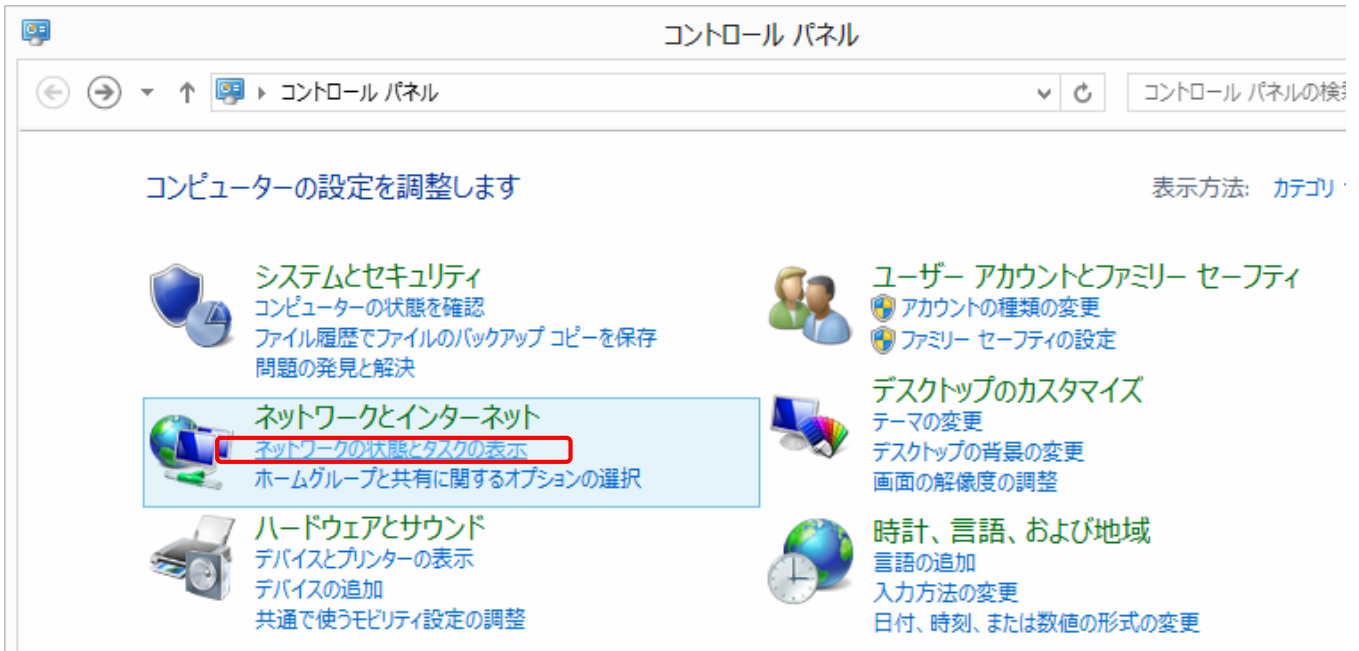 コントロール パネル
コントロール パネル
コントロール パネルの検
コンピューターの設定を調整します
表示方法: カテゴリ
システムとセキュリティ
コンピューターの状態を確認
ファイル履歴でファイルのバックアップ コピーを保存
問題の発見と解決
ネットワークとインターネット
ネットワークの状態とタスクの表示
ホームグループと共有に関するオプションの選択
ハードウェアとサウンド
デバイスとプリンターの表示
デバイスの追加
共通で使うモビリティ設定の調整
ユーザー アカウントとファミリー セーフティ
アカウントの種類の変更
ファミリー セーフティの設定
デスクトップのカスタマイズ
テーマの変更
デスクトップの背景の変更
画面の解像度の調整
時計、言語、および地域
言語の追加
入力方法の変更
日付、時刻、または数値の形式の変更